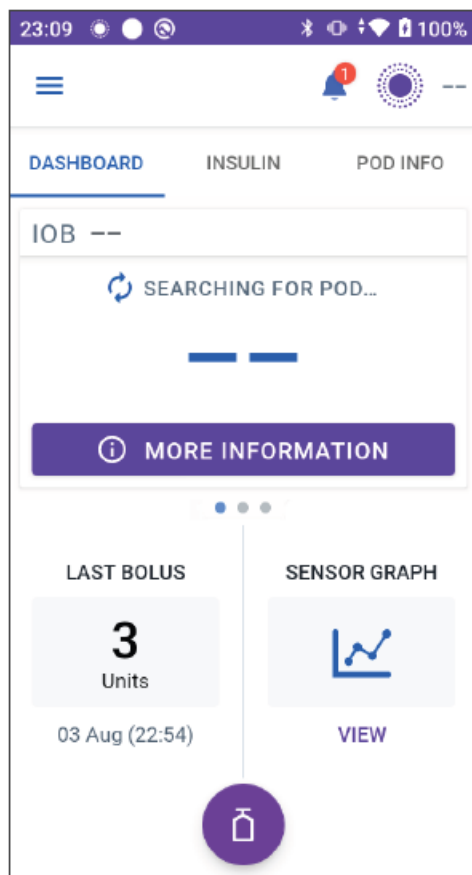 23:09 100%
1 --
DASHBOARD INSULIN POD INFO
IOB --
SEARCHING FOR POD...
-- 
MORE INFORMATION
LAST BOLUS SENSOR GRAPH
3
Units
03 Aug (22:54) VIEW